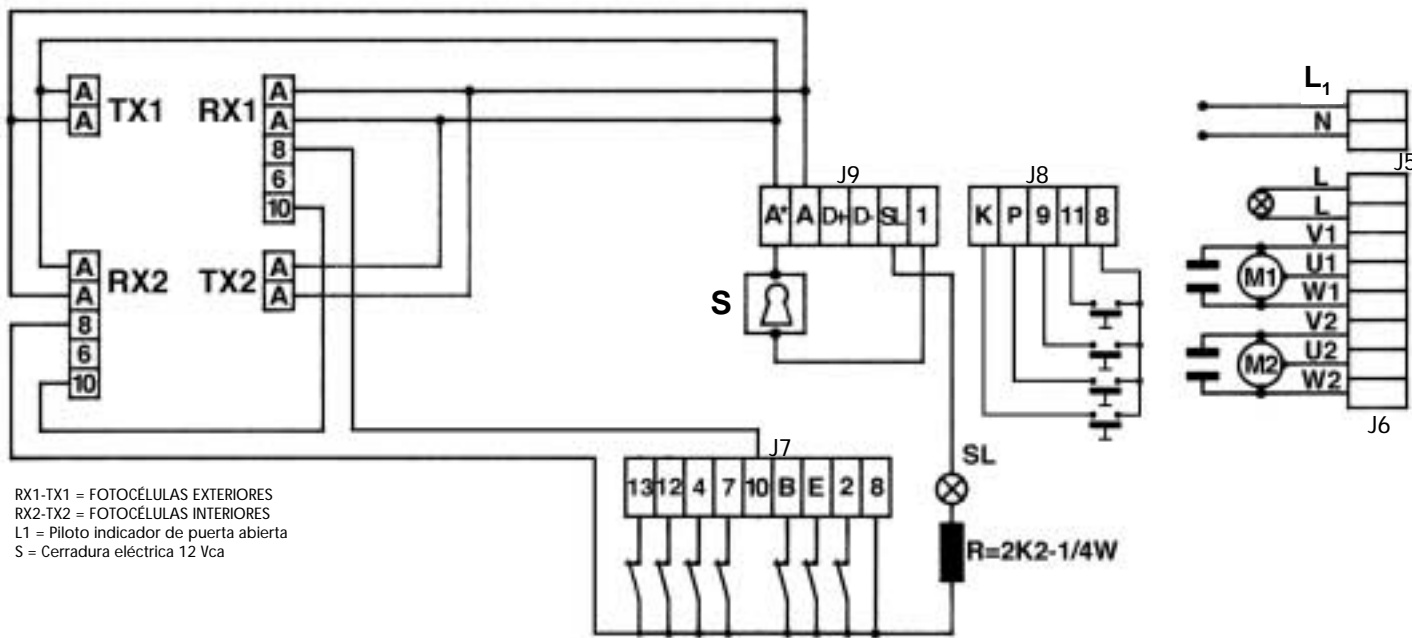 L1
N
J5
A
A
TX1
RX1
A
A
8
6
10
J9
A* A D+ D- SL 1
J8
K P 9 11 8
L
L
V1
U1
W1
V2
U2
W2
J6
M1
M2
A
A
8
6
10
RX2
TX2
A
A
S
SL
R=2K2-1/4W
J7
13 12 4 7 10 B E 2 8
RX1-TX1 = FOTOCÉLULAS EXTERIORES
RX2-TX2 = FOTOCÉLULAS INTERIORES
L1 = Piloto indicador de puerta abierta
S = Cerradura eléctrica 12 Vca